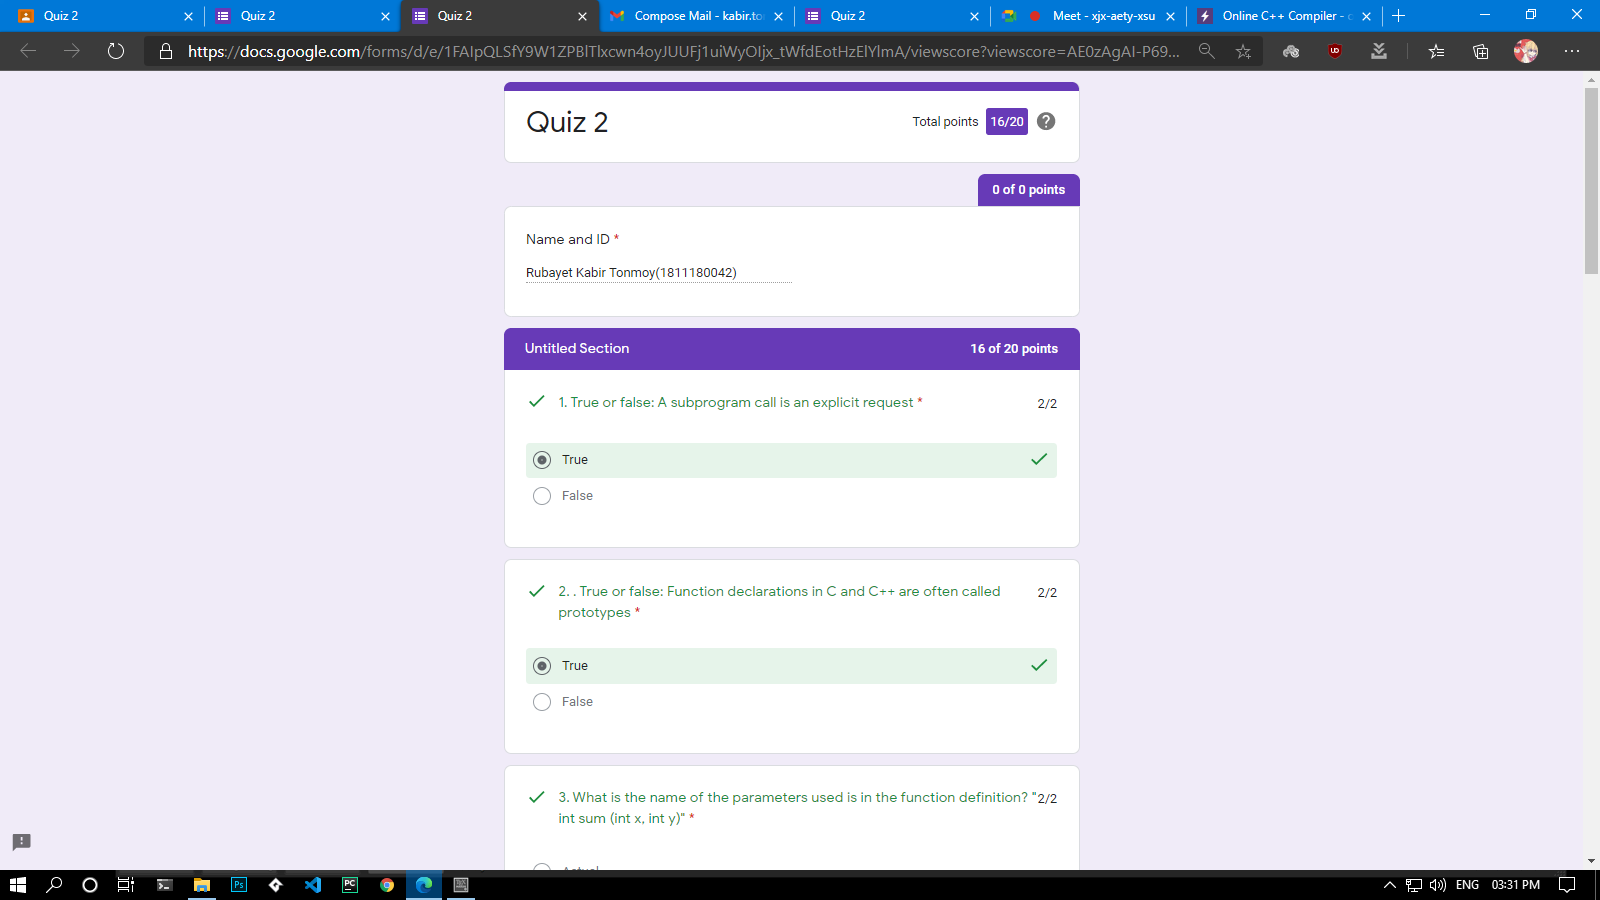 Quiz 2
Quiz 2
Quiz 2
Compose Mail - kabir.to
Quiz 2
Meet - xjx-aety-xsu
Online C++ Compiler - c
https://docs.google.com/forms/d/e/1FAIpQLSfY9W1ZPBlTlxcwn4oyJUUFj1uiWyOIjx_tWfdEotHzElYlmA/viewscore?viewscore=AE0zAgAI-P69...
Quiz 2
Total points 16/20
0 of 0 points
Name and ID *
Rubayet Kabir Tonmoy(1811180042)
Untitled Section
16 of 20 points
1. True or false: A subprogram call is an explicit request *
2/2
True
False
2. . True or false: Function declarations in C and C++ are often called
prototypes *
2/2
True
False
3. What is the name of the parameters used is in the function definition? "
int sum (int x, int y)" *
2/2
Actual
ENG
03:31 PM